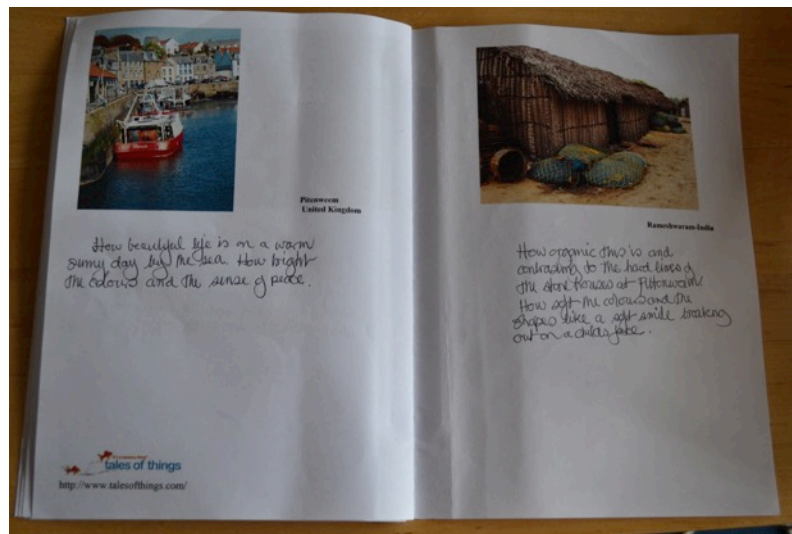 Pittenweem
United Kingdom
How beautiful life is on a warm
sunny day by the sea. How bright
the colours and the sense of peace.
tales of things
http://www.talesofthings.com/
Rameshwaram-India
How organic this is and
contrasting to the hard lines of
the stone houses at Pittenweem
How soft the colours and the
shapes like a soft smile breaking
out on a childs face.